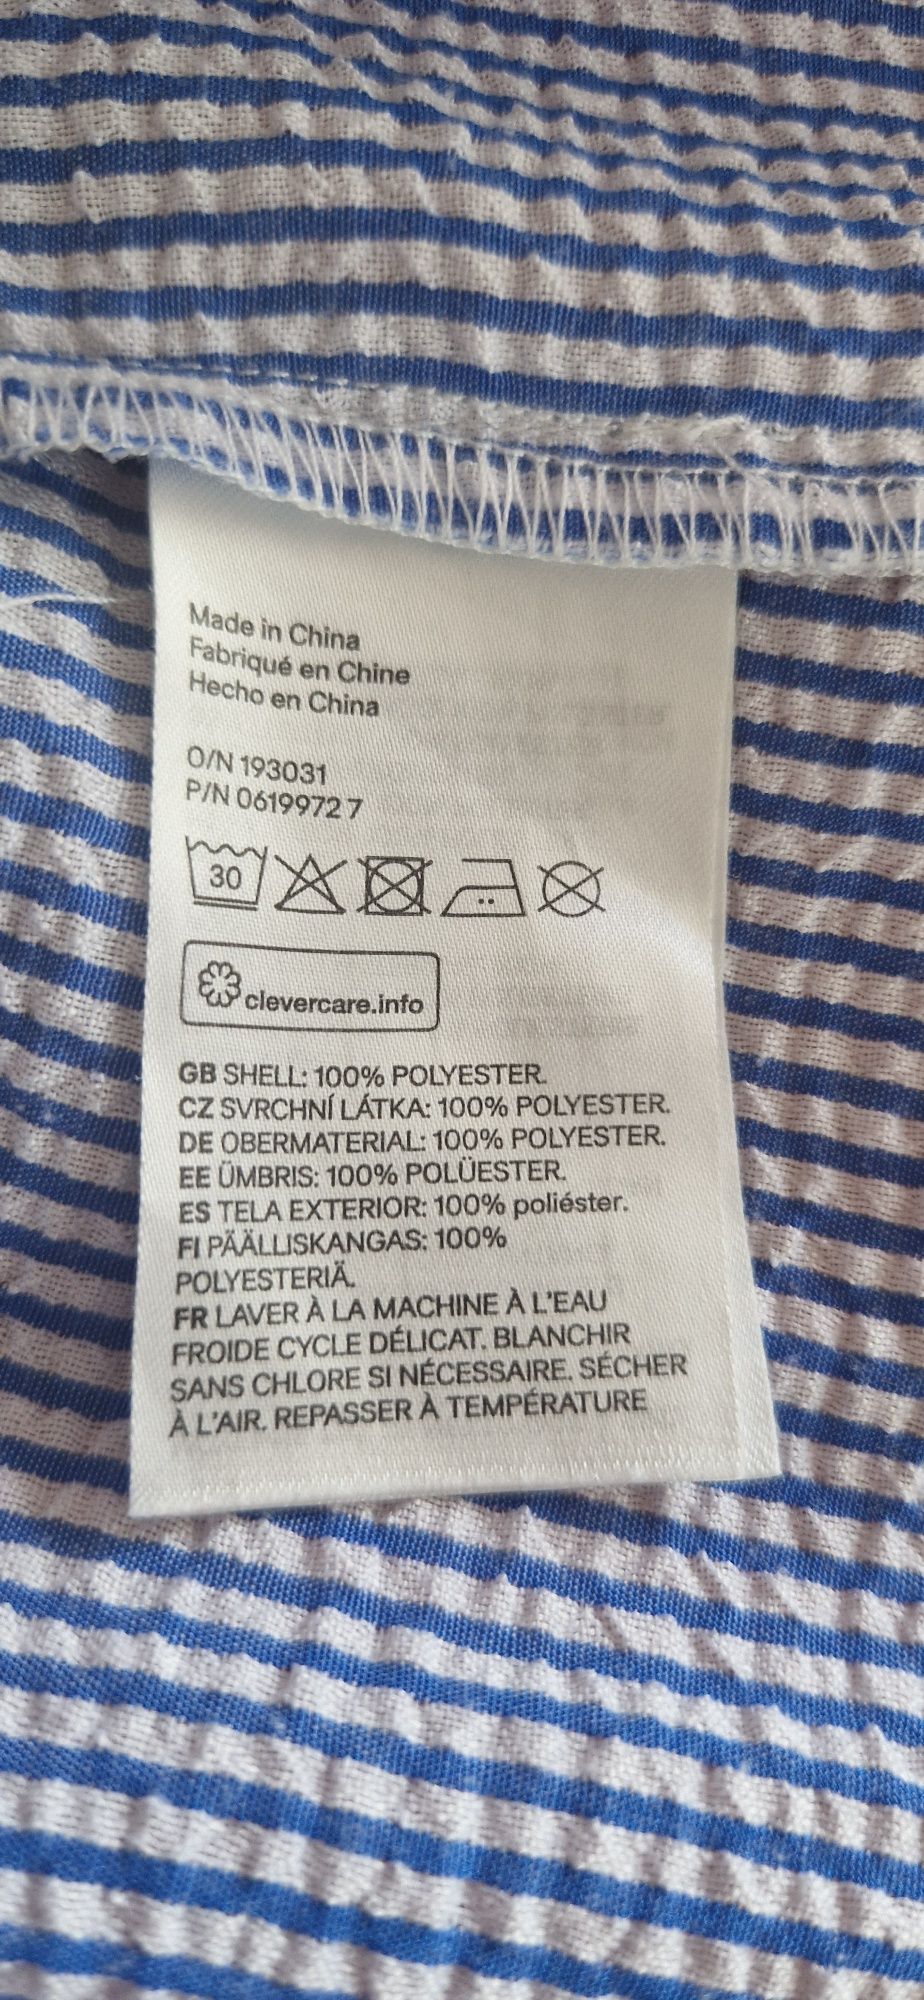 Made in China
Fabriqué en Chine
Hecho en China
O/N 193031
P/N 0619972 7
30
clevercare.info
GB SHELL: 100% POLYESTER.
CZ SVRCHNÍ LÁTKA: 100% POLYESTER.
DE OBERMATERIAL: 100% POLYESTER.
EE ÜMBRIS: 100% POLÜESTER.
ES TELA EXTERIOR: 100% poliéster.
FI PÄÄLLISKANGAS: 100%
POLYESTERIÄ.
FR LAVER À LA MACHINE À L'EAU
FROIDE CYCLE DÉLICAT. BLANCHIR
SANS CHLORE SI NÉCESSAIRE. SÉCHER
À L'AIR. REPASSER À TEMPÉRATURE